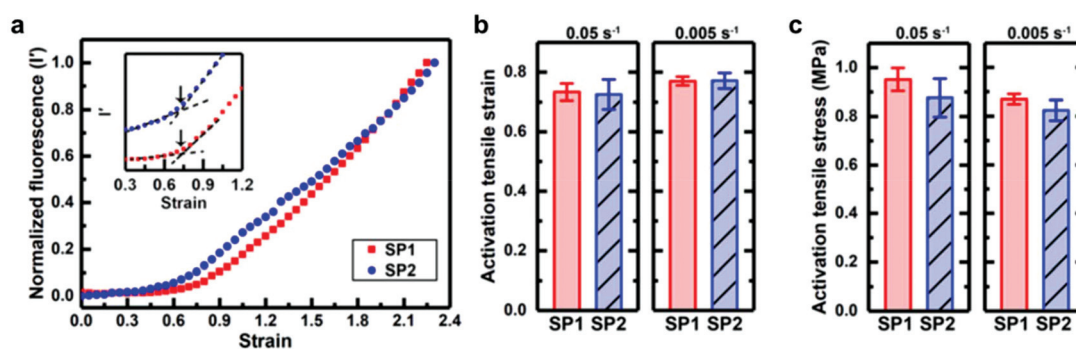 a
Normalized fluorescence (I')
1.0
0.8
0.6
0.4
0.2
0.0
0.0 0.3 0.6 0.9 1.2 1.5 1.8 2.1 2.4
Strain
I'
0.3 0.6 0.9 1.2
Strain
SP1
SP2
b
0.05 s⁻¹ 0.005 s⁻¹
Activation tensile strain
0.8
0.6
0.4
0.2
0.0
SP1 SP2 SP1 SP2
c
0.05 s⁻¹ 0.005 s⁻¹
Activation tensile stress (MPa)
1.0
0.8
0.6
0.4
0.2
0.0
SP1 SP2 SP1 SP2